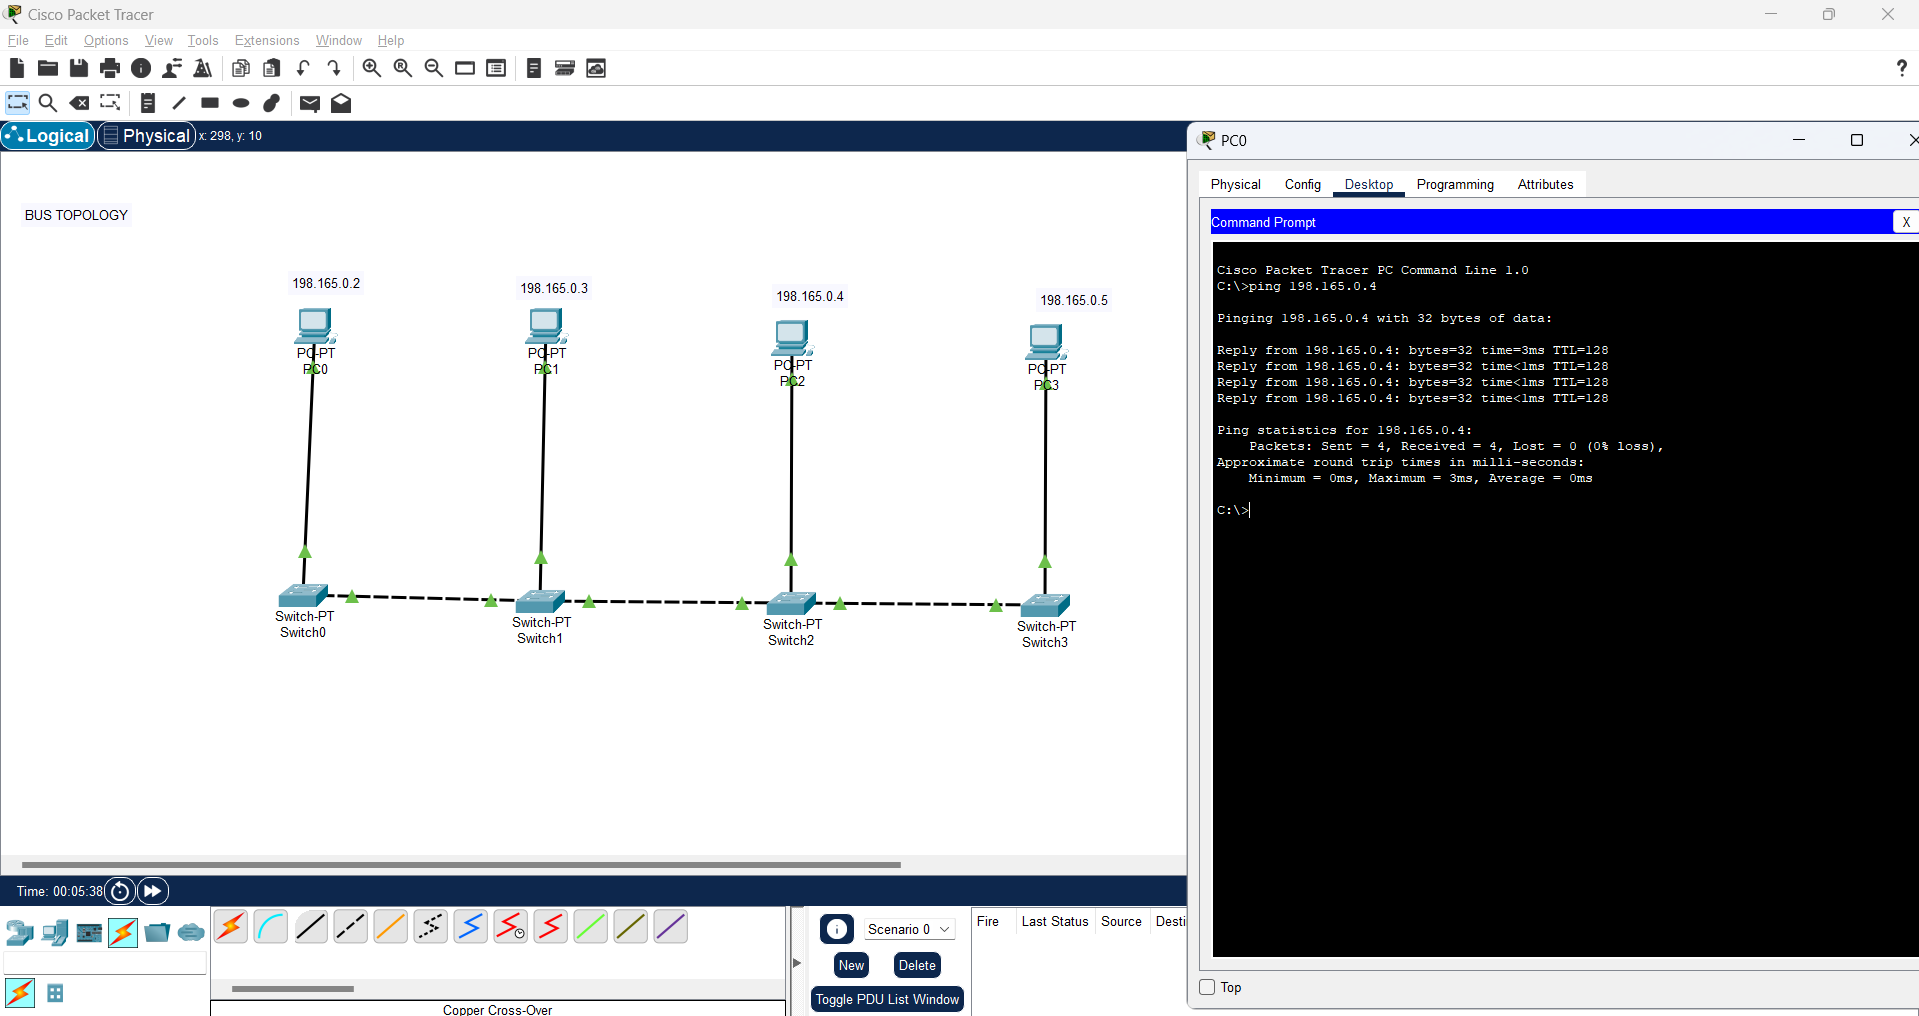 Cisco Packet Tracer
File Edit Options View Tools Extensions Window Help
Logical Physical x: 298, y: 10
BUS TOPOLOGY
198.165.0.2
198.165.0.3
198.165.0.4
198.165.0.5
PC-PT
PC0
PC-PT
PC1
PC-PT
PC2
PC-PT
PC3
Switch-PT
Switch0
Switch-PT
Switch1
Switch-PT
Switch2
Switch-PT
Switch3
Time: 00:05:38
Copper Cross-Over
Scenario 0
New Delete
Toggle PDU List Window
Fire Last Status Source Desti
PC0
Physical Config Desktop Programming Attributes
Command Prompt X
Cisco Packet Tracer PC Command Line 1.0
C:\>ping 198.165.0.4
Pinging 198.165.0.4 with 32 bytes of data:
Reply from 198.165.0.4: bytes=32 time=3ms TTL=128
Reply from 198.165.0.4: bytes=32 time<1ms TTL=128
Reply from 198.165.0.4: bytes=32 time<1ms TTL=128
Reply from 198.165.0.4: bytes=32 time<1ms TTL=128
Ping statistics for 198.165.0.4:
Packets: Sent = 4, Received = 4, Lost = 0 (0% loss),
Approximate round trip times in milli-seconds:
Minimum = 0ms, Maximum = 3ms, Average = 0ms
C:\>
Top